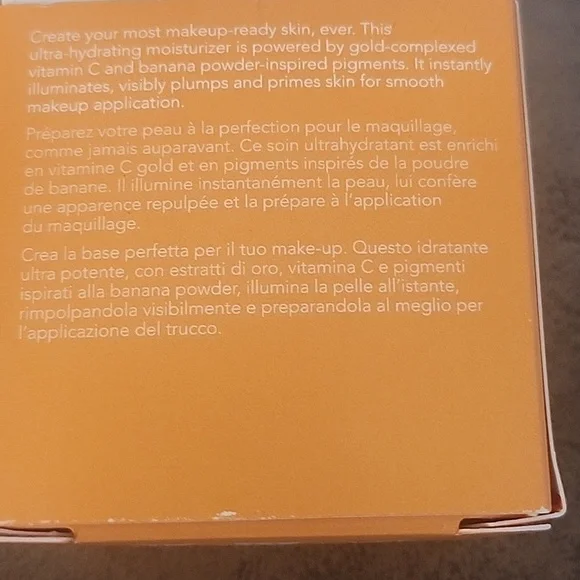 Create your most makeup-ready skin, ever. This
ultra-hydrating moisturizer is powered by gold-complexed
vitamin C and banana powder-inspired pigments. It instantly
illuminates, visibly plumps and primes skin for smooth
makeup application.
Préparez votre peau à la perfection pour le maquillage,
comme jamais auparavant. Ce soin ultrahydratant est enrichi
en vitamine C gold et en pigments inspirés de la poudre
de banane. Il illumine instantanément la peau, lui confère
une apparence repulpée et la prépare à l'application
du maquillage.
Crea la base perfetta per il tuo make-up. Questo idratante
ultra potente, con estratti di oro, vitamina C e pigmenti
ispirati alla banana powder, illumina la pelle all'istante,
rimpolpandola visibilmente e preparandola al meglio per
l'applicazione del trucco.